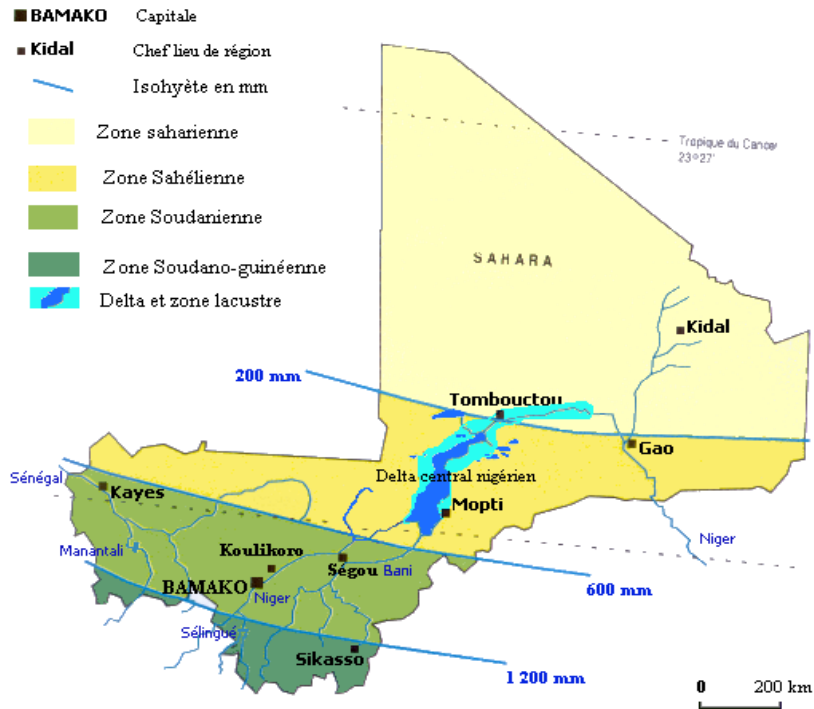 BAMAKO Capitale
Kidal Chef lieu de région
Isohyète en mm
Zone saharienne
Zone Sahélienne
Zone Soudanienne
Zone Soudano-guinéenne
Delta et zone lacustre
Tropique du Cancer
23°27'
SAHARA
Kidal
200 mm
Tombouctou
Gao
Delta central nigérien
Sénégal
Kayes
Mopti
Niger
Manantali
Koulikoro
Ségou
Bani
BAMAKO
Niger
600 mm
Sélingué
Sikasso
1 200 mm
0 200 km